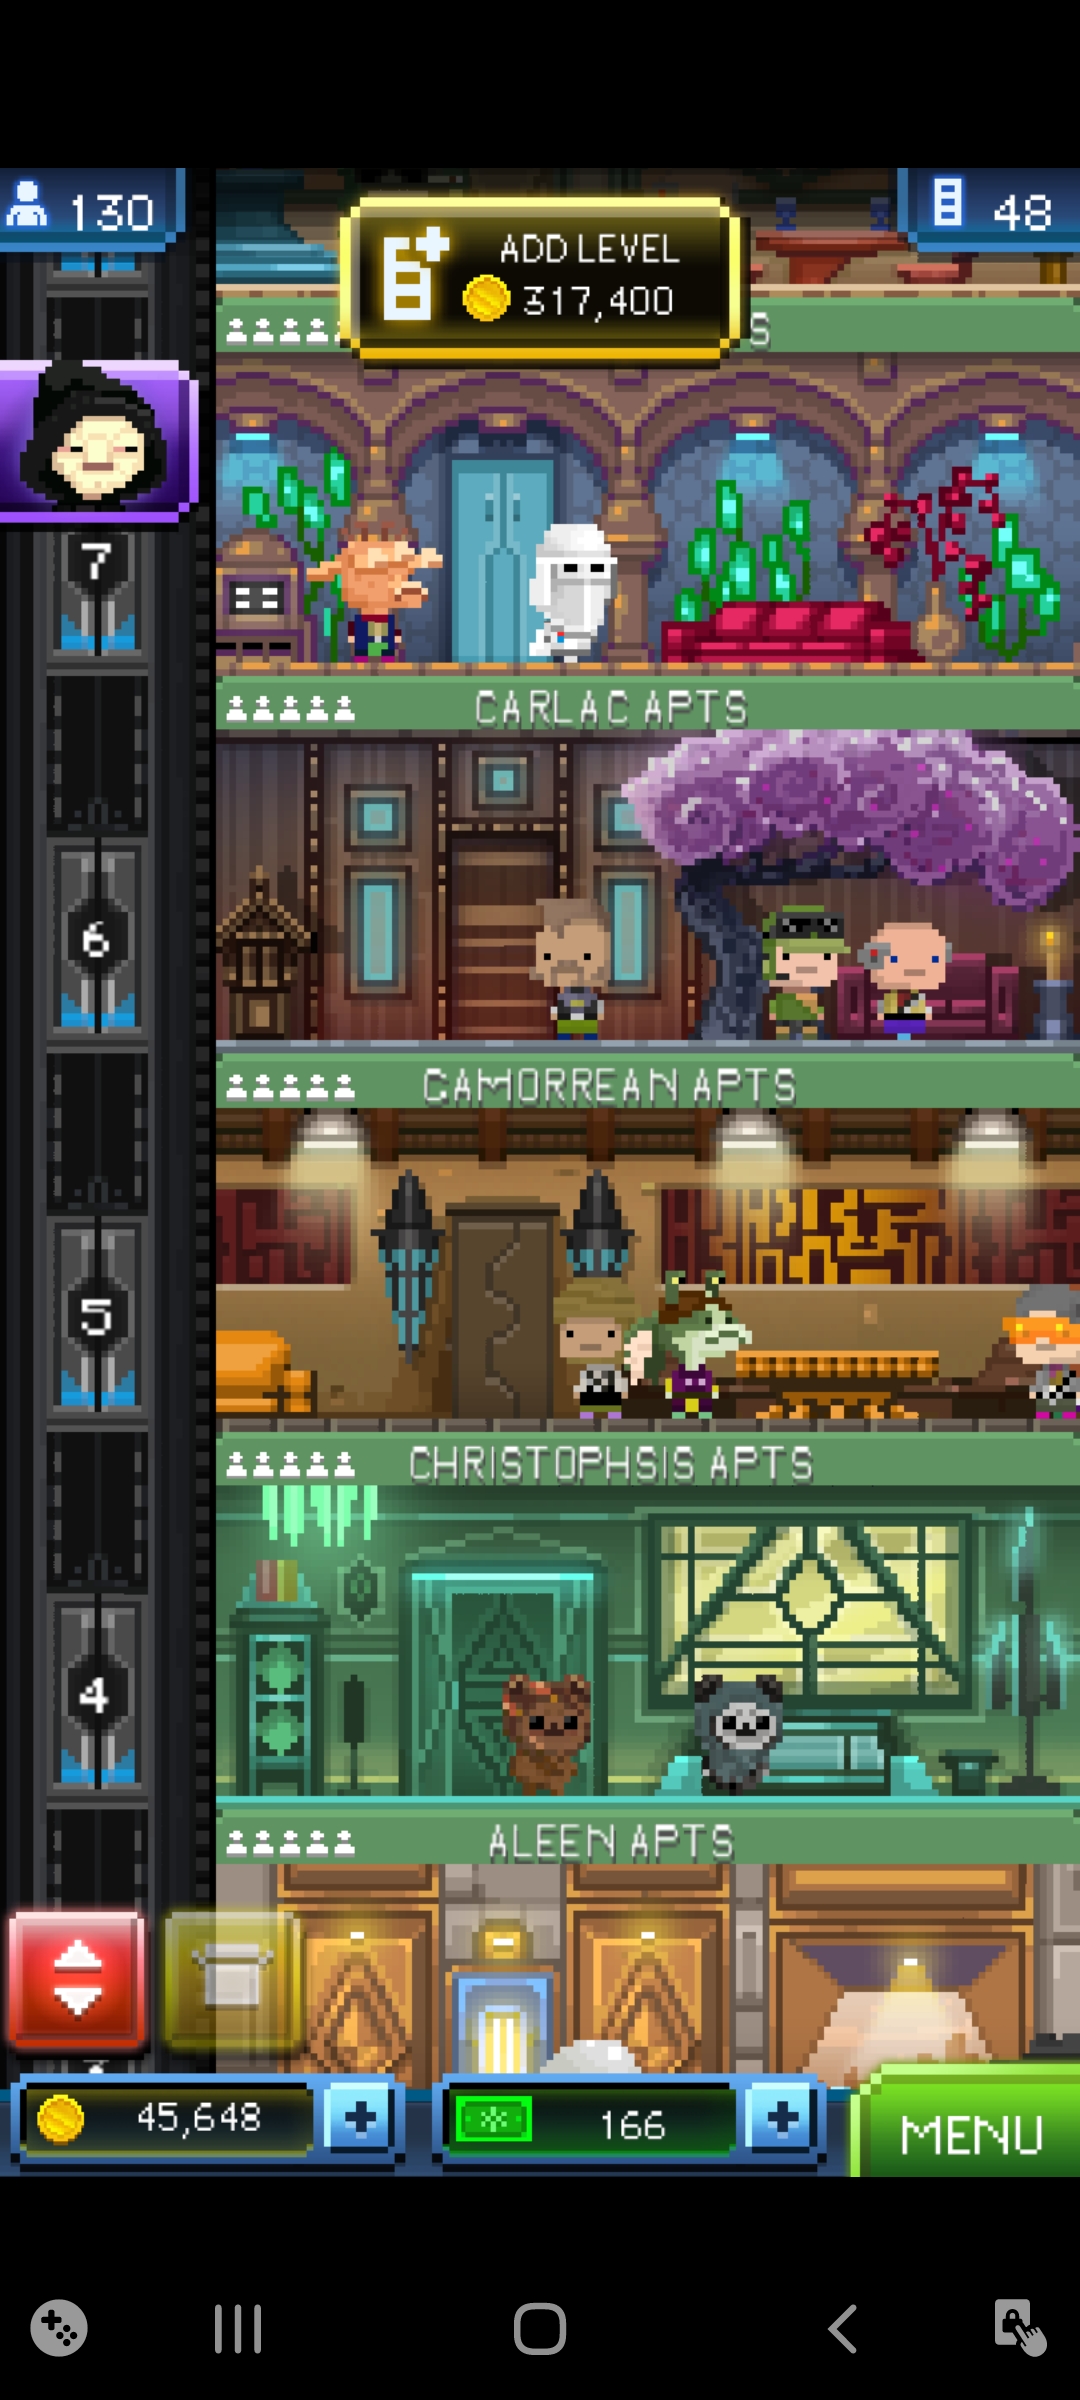 130
ADD LEVEL
317,400
48
S
7
CARLAC APTS
6
CAMORREAN APTS
5
CHRISTOPHSIS APTS
4
ALEEN APTS
45,648
166
MENU